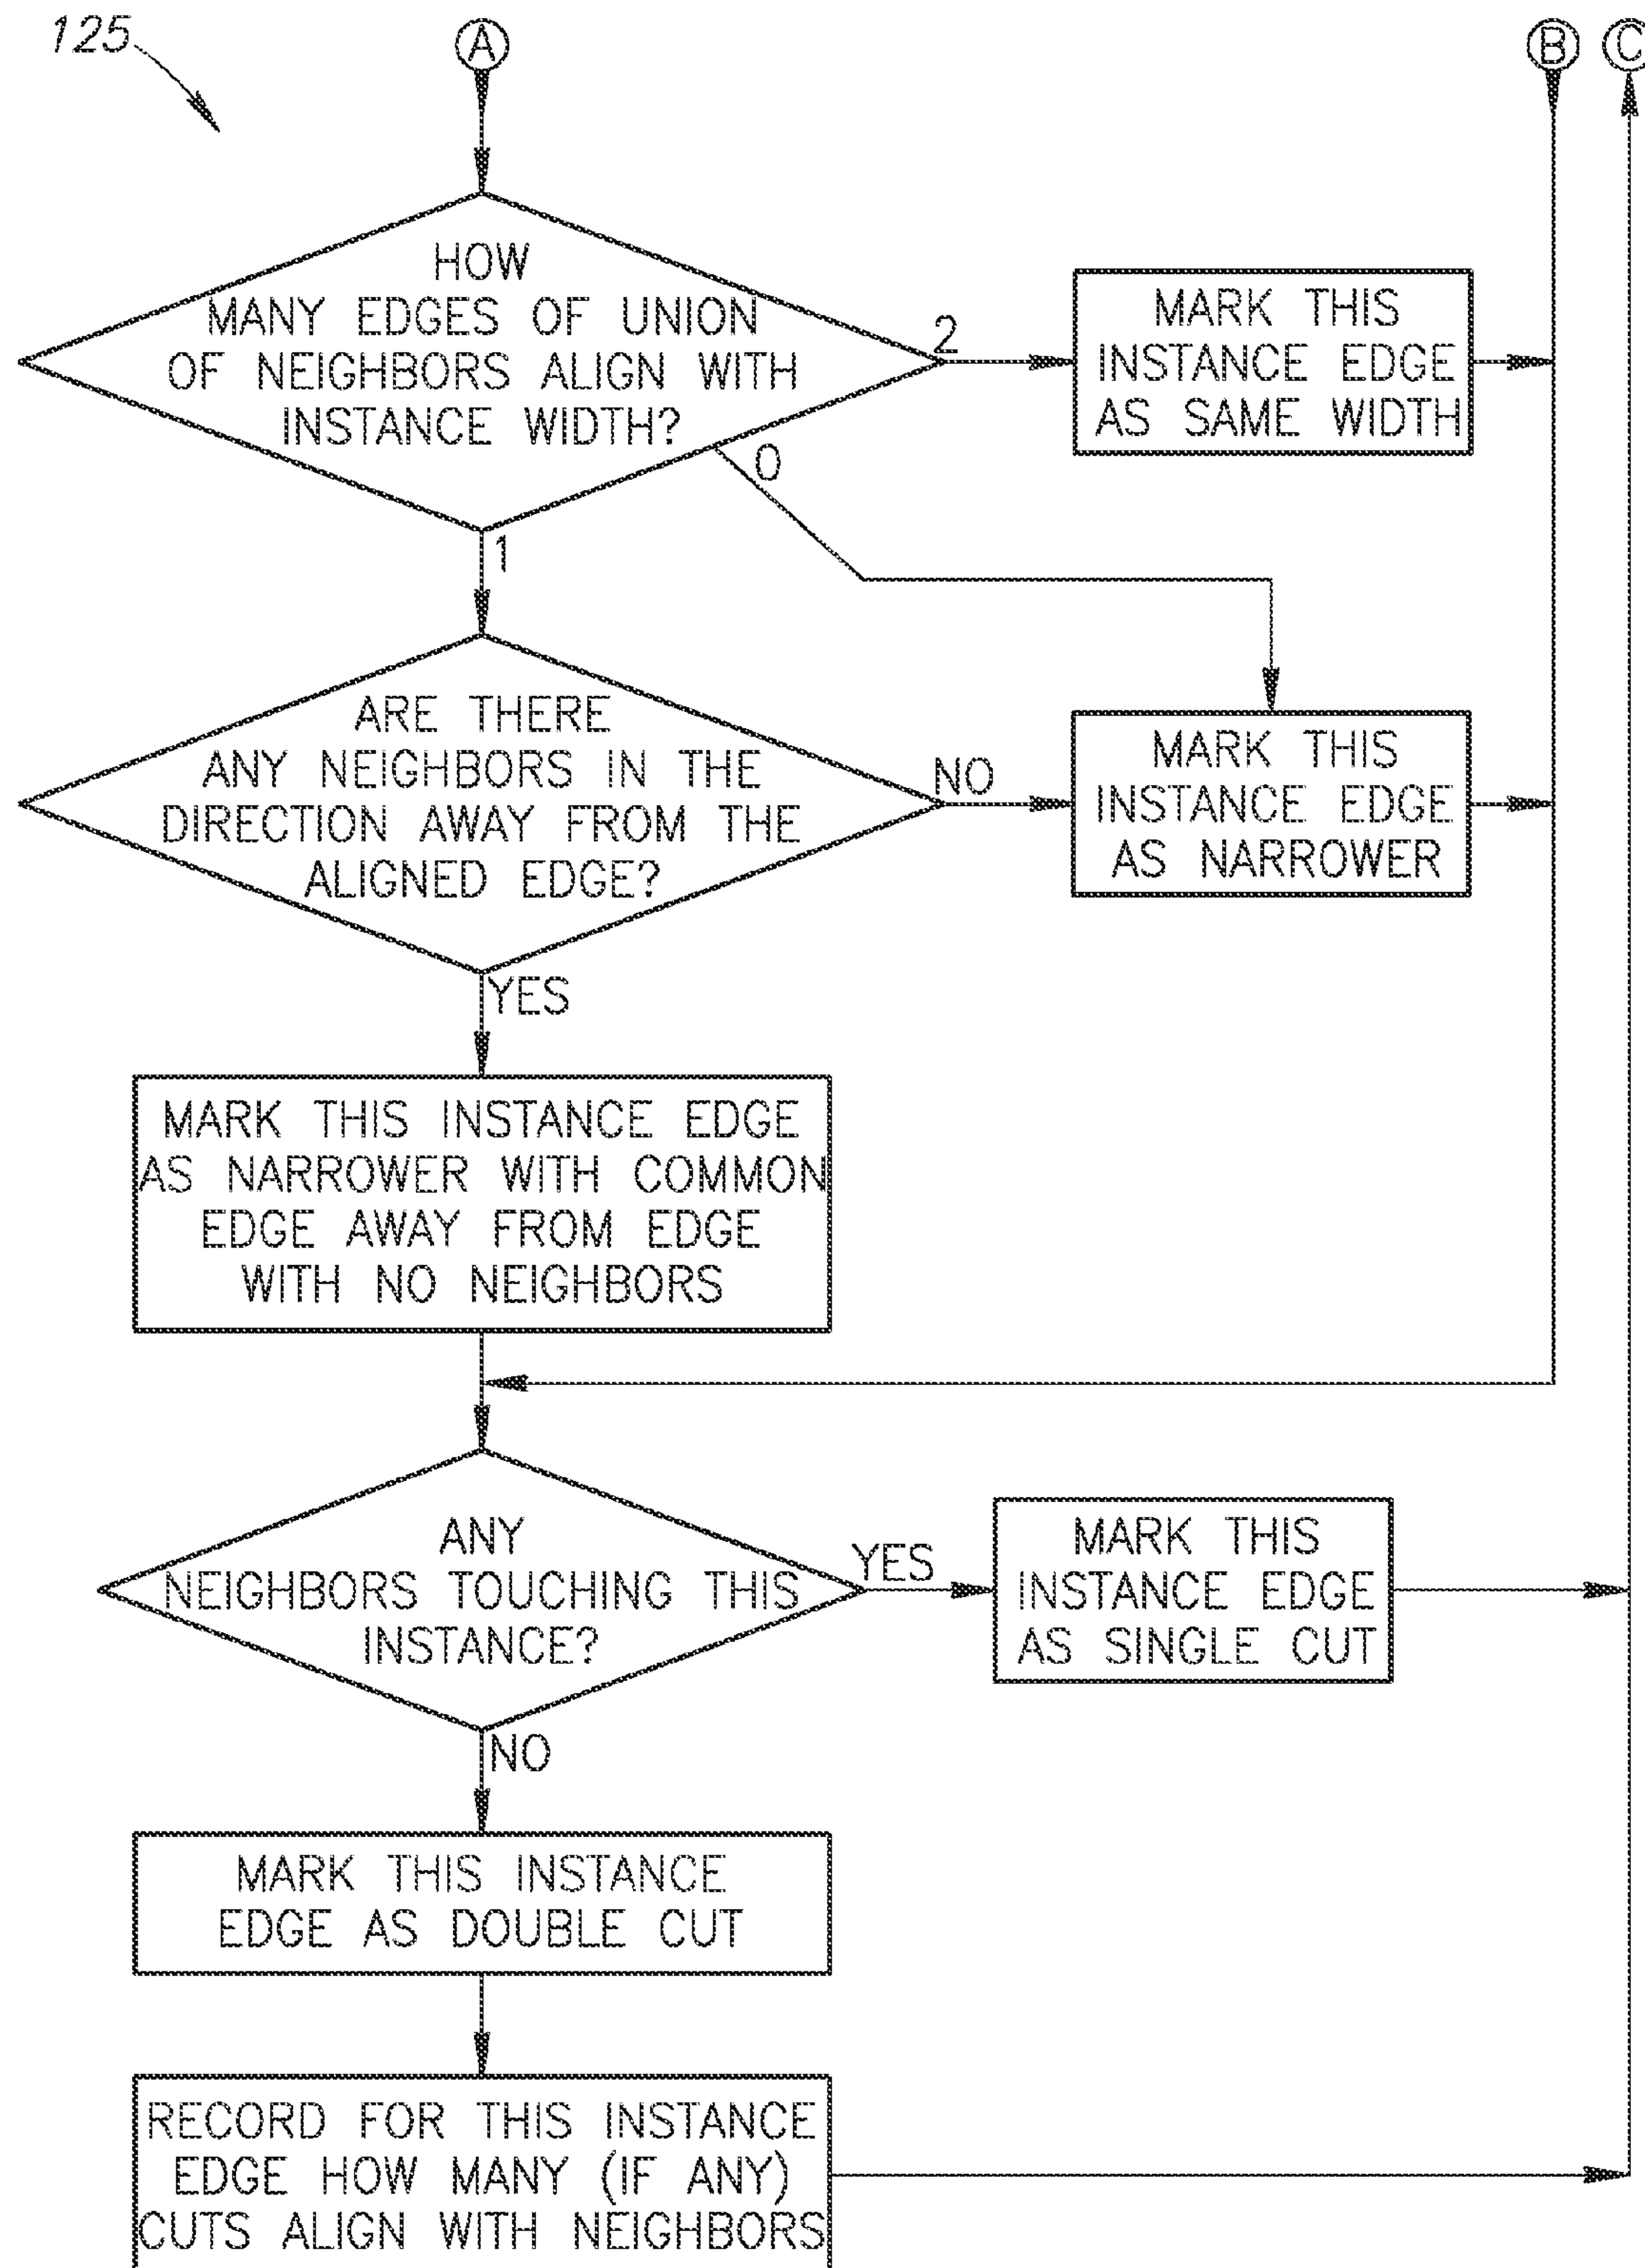 125
A
B
C
HOW
MANY EDGES OF UNION
OF NEIGHBORS ALIGN WITH
INSTANCE WIDTH?
2
MARK THIS
INSTANCE EDGE
AS SAME WIDTH
0
1
ARE THERE
ANY NEIGHBORS IN THE
DIRECTION AWAY FROM THE
ALIGNED EDGE?
NO
MARK THIS
INSTANCE EDGE
AS NARROWER
YES
MARK THIS INSTANCE EDGE
AS NARROWER WITH COMMON
EDGE AWAY FROM EDGE
WITH NO NEIGHBORS
ANY
NEIGHBORS TOUCHING THIS
INSTANCE?
YES
MARK THIS
INSTANCE EDGE
AS SINGLE CUT
NO
MARK THIS INSTANCE
EDGE AS DOUBLE CUT
RECORD FOR THIS INSTANCE
EDGE HOW MANY (IF ANY)
CUTS ALIGN WITH NEIGHBORS